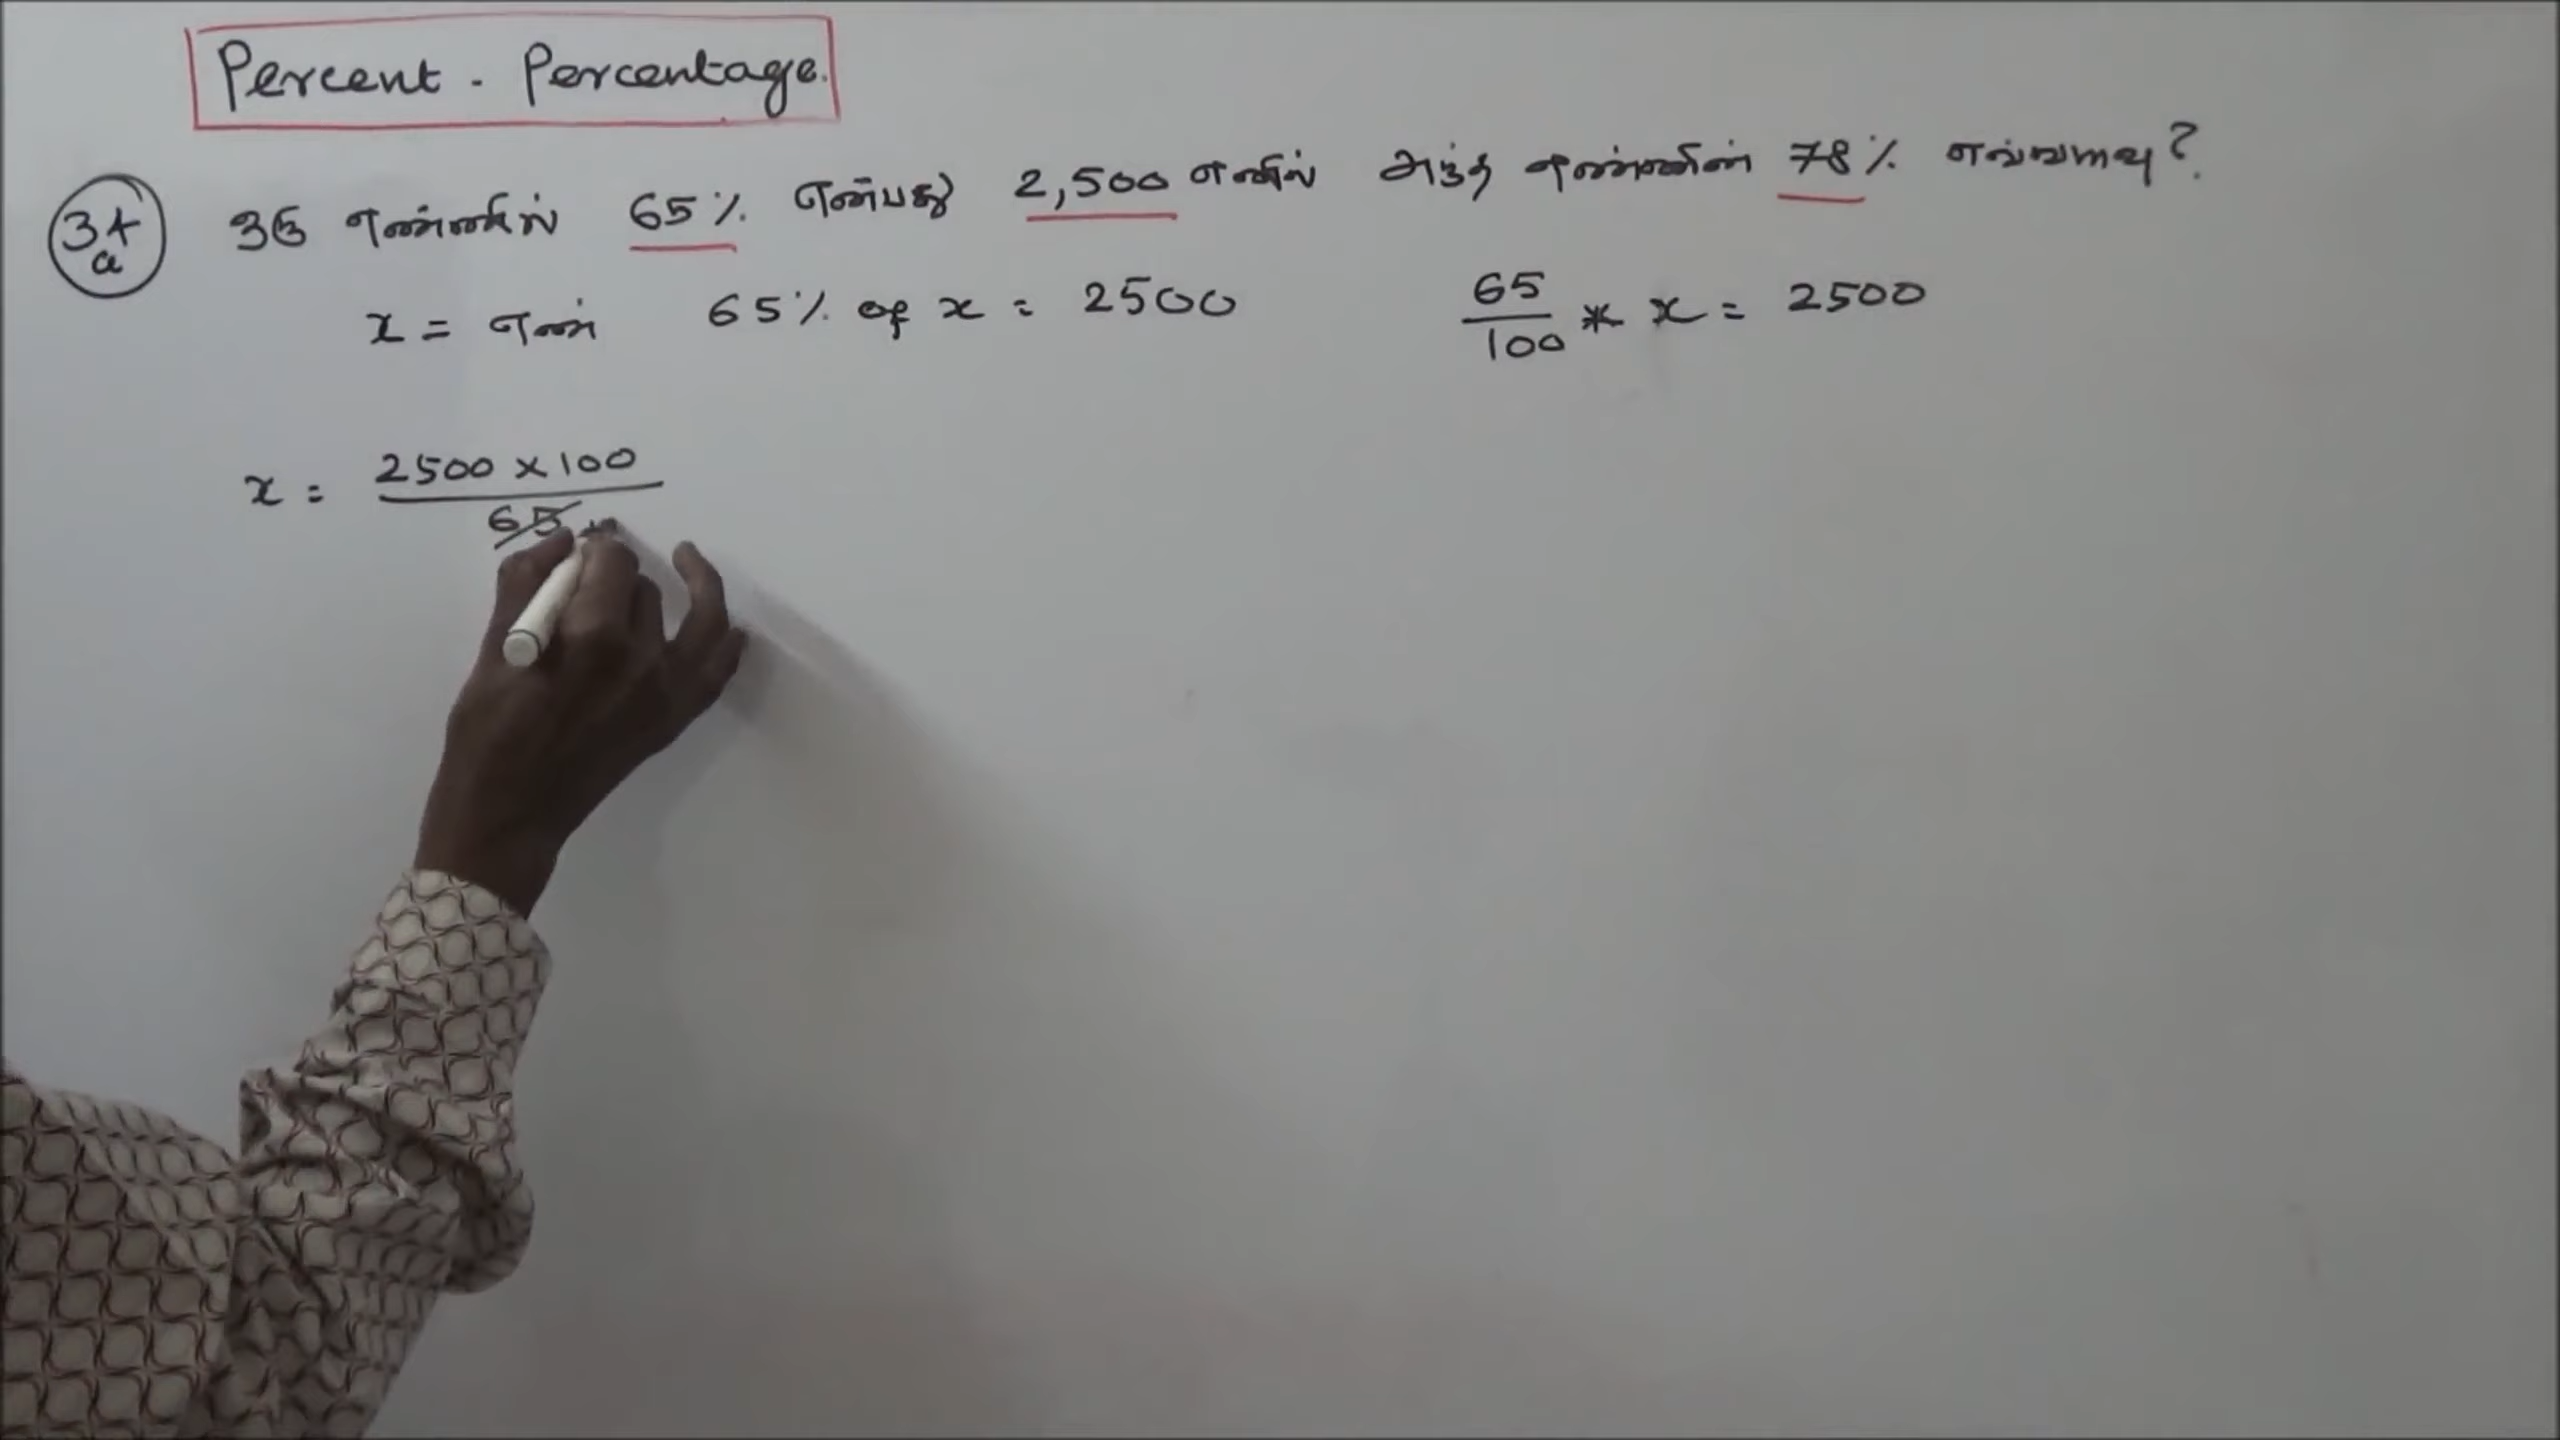 Percent - Percentage.
3A a ஒரு எண்ணில் 65% என்பது 2,500 எனில் அந்த எண்ணின் 78% எவ்வளவு?
x = எண் 65% of x = 2500 65/100 * x = 2500
x = 2500 x 100 / 65